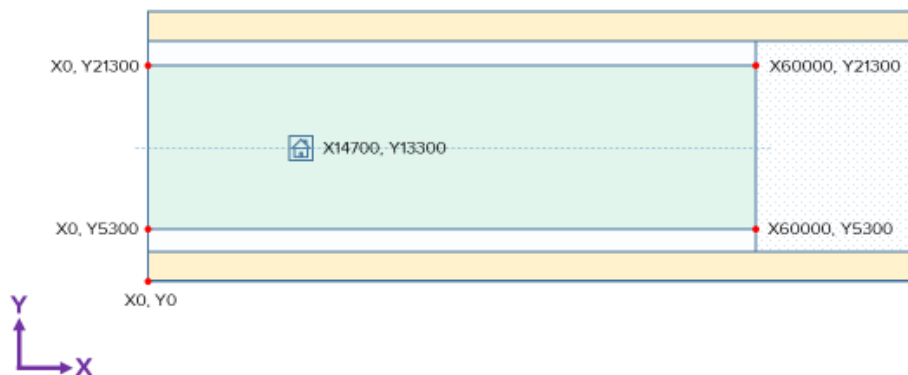 X0, Y21300
X60000, Y21300
X14700, Y13300
X0, Y5300
X60000, Y5300
X0, Y0
Y
X